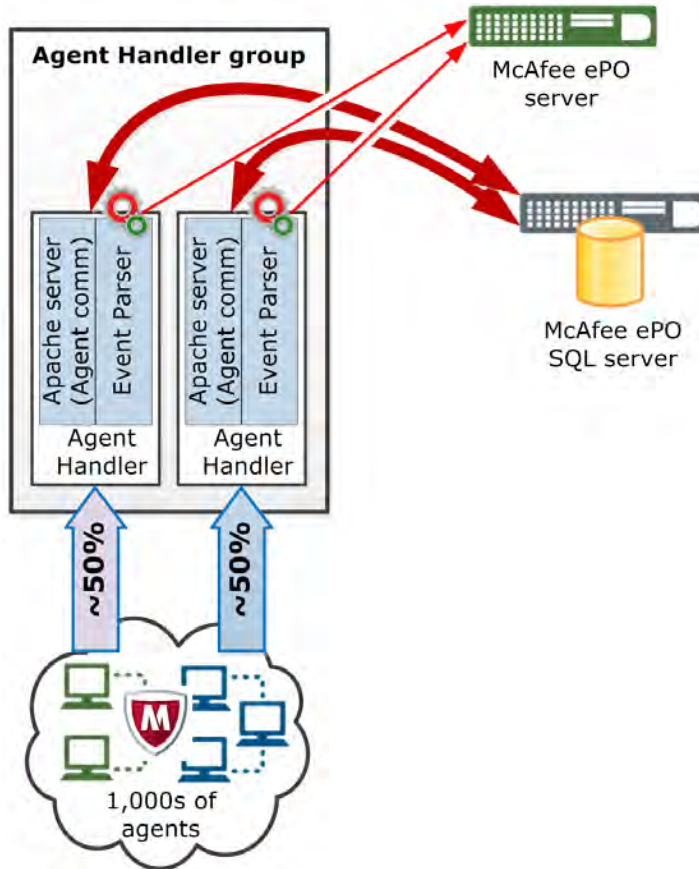 Agent Handler group
McAfee ePO
server
Apache server
(Agent comm)
Event Parser
Agent
Handler
Apache server
(Agent comm)
Event Parser
Agent
Handler
McAfee ePO
SQL server
~50%
~50%
M
1,000s of
agents